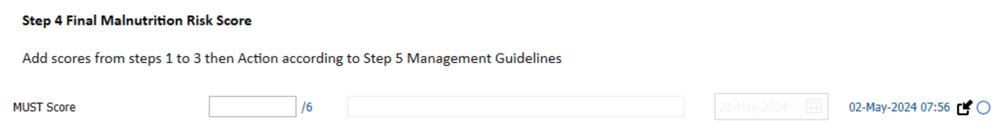 Step 4 Final Malnutrition Risk Score
Add scores from steps 1 to 3 then Action according to Step 5 Management Guidelines
MUST Score /6 22-May-2024 02-May-2024 07:56